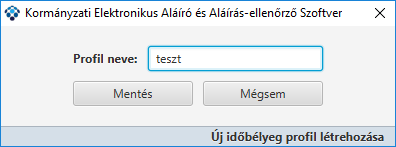 Kormányzati Elektronikus Aláíró és Aláírás-ellenőrző Szoftver
Profil neve: teszt
Mentés Mégsem
Új időbélyeg profil létrehozása